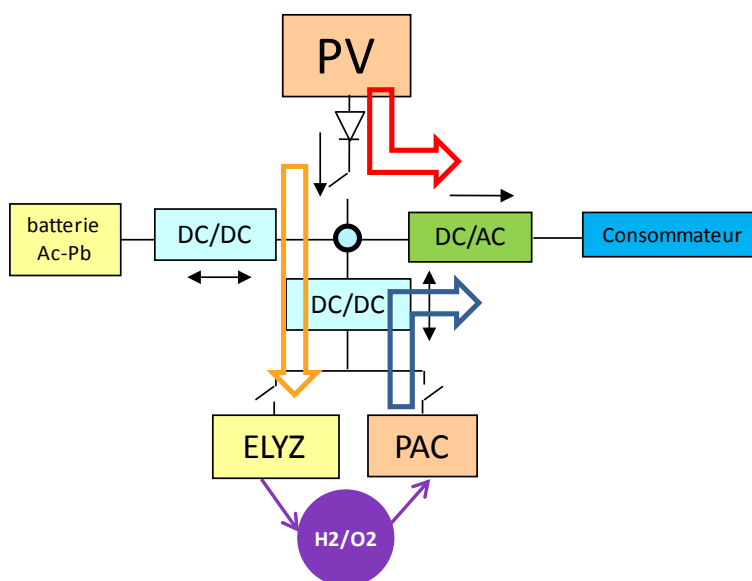 PV
batterie
Ac-Pb
DC/DC
DC/AC
Consommateur
DC/DC
ELYZ
PAC
H2/O2